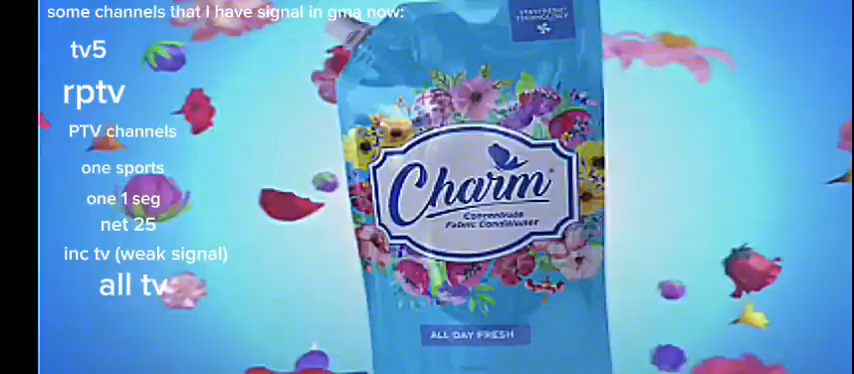 some channels that I have signal in gma now:
tv5
rptv
PTV channels
one sports
one 1 seg
net 25
inc tv (weak signal)
all tv
TECHNOLOGY
Charm
Concentrate
Fabric Conditioner
ALL DAY FRESH